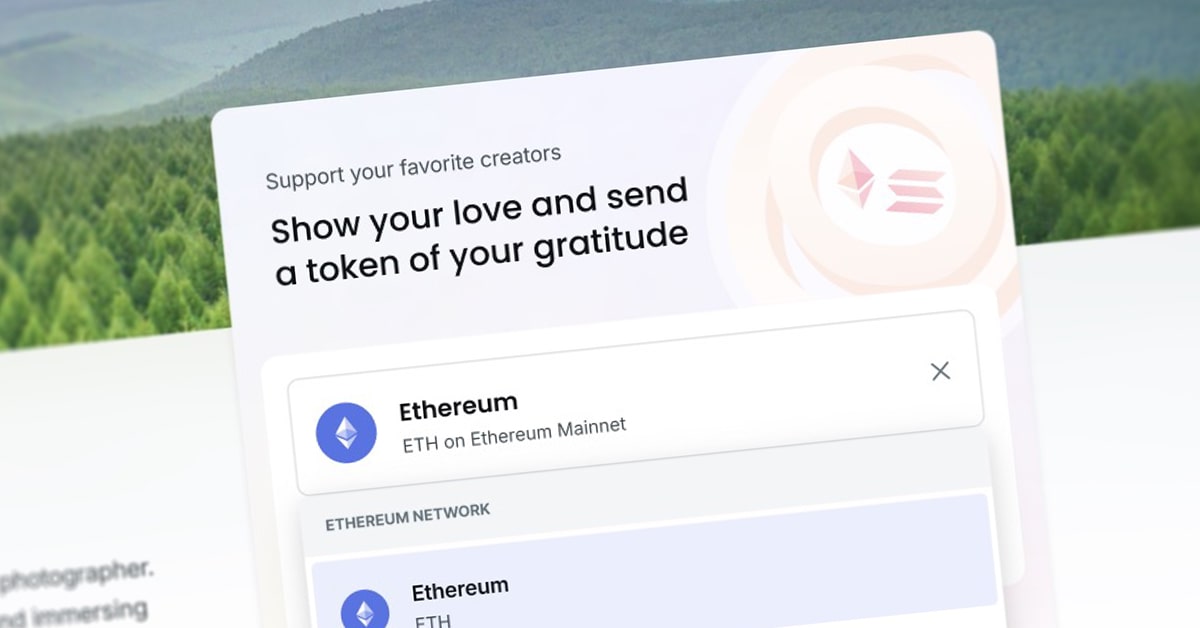 Support your favorite creators
Show your love and send
a token of your gratitude
Ethereum
ETH on Ethereum Mainnet
ETHEREUM NETWORK
Ethereum
ETH
photographer.
nd immersing